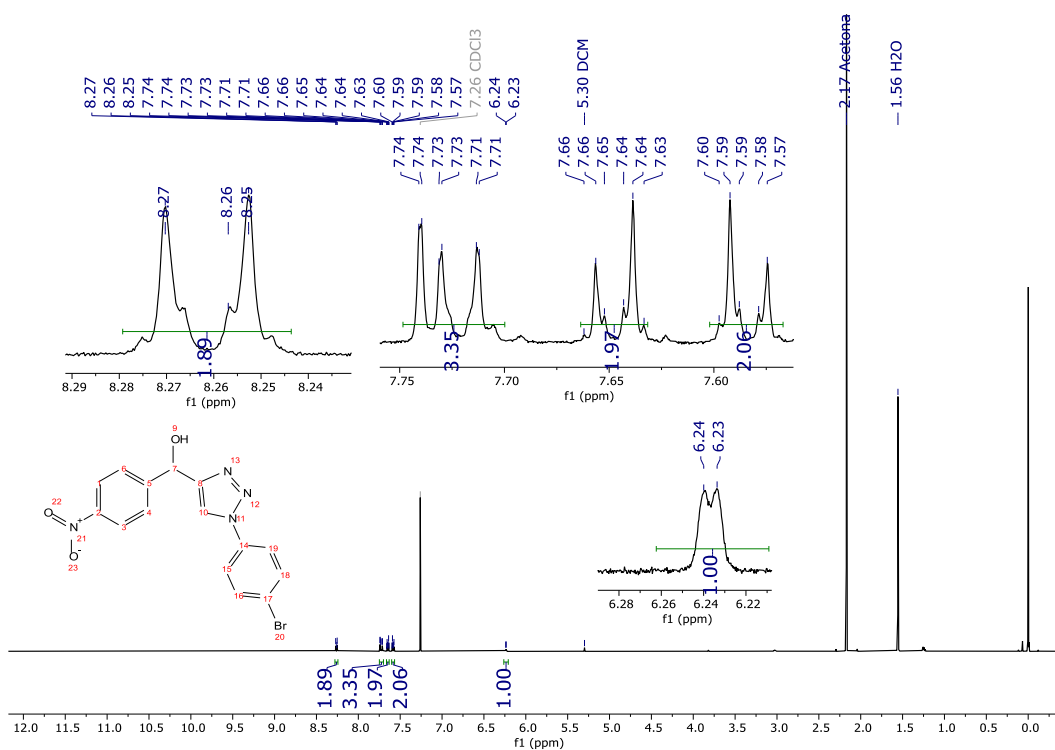 8.27 8.26 8.25 7.74 7.74 7.73 7.73 7.71 7.71 7.66 7.66 7.65 7.64 7.64 7.63 7.60 7.59 7.59 7.58 7.57 7.26 CDCl3 6.24 6.23 5.30 DCM 2.17 Acetona 1.56 H2O
8.27 8.26 8.25
7.74 7.74 7.73 7.73 7.71 7.71 7.66 7.66 7.65 7.64 7.64 7.63 7.60 7.59 7.59 7.58 7.57
1.89
3.35 1.97 2.06
8.29 8.28 8.27 8.26 8.25 8.24
f1 (ppm)
7.75 7.70 7.65 7.60
f1 (ppm)
9
OH
6 7 13
5 8 N
22 N
O 2 4 10 12
N+ 3 N
21 11
O- 14 19
23 15 18
16 17
Br
20
6.24 6.23
1.00
6.28 6.26 6.24 6.22
f1 (ppm)
1.89 3.35 1.97 2.06 1.00
12.0 11.5 11.0 10.5 10.0 9.5 9.0 8.5 8.0 7.5 7.0 6.5 6.0 5.5 5.0 4.5 4.0 3.5 3.0 2.5 2.0 1.5 1.0 0.5 0.0
f1 (ppm)